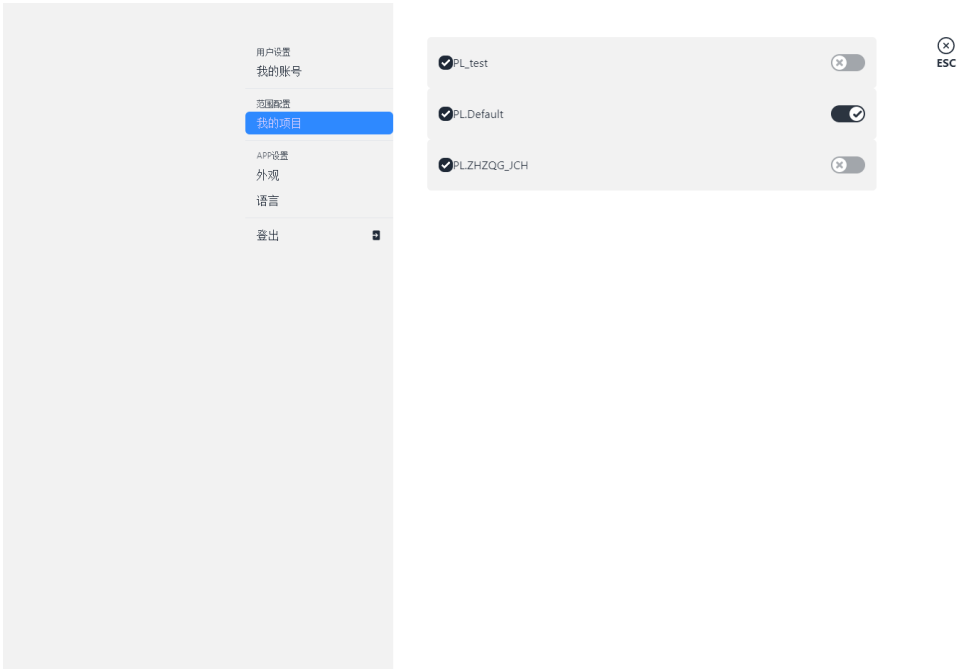 用户设置
我的账号
范围配置
我的项目
APP设置
外观
语言
登出
PL_test
PL.Default
PL.ZHZQG_JCH
ESC